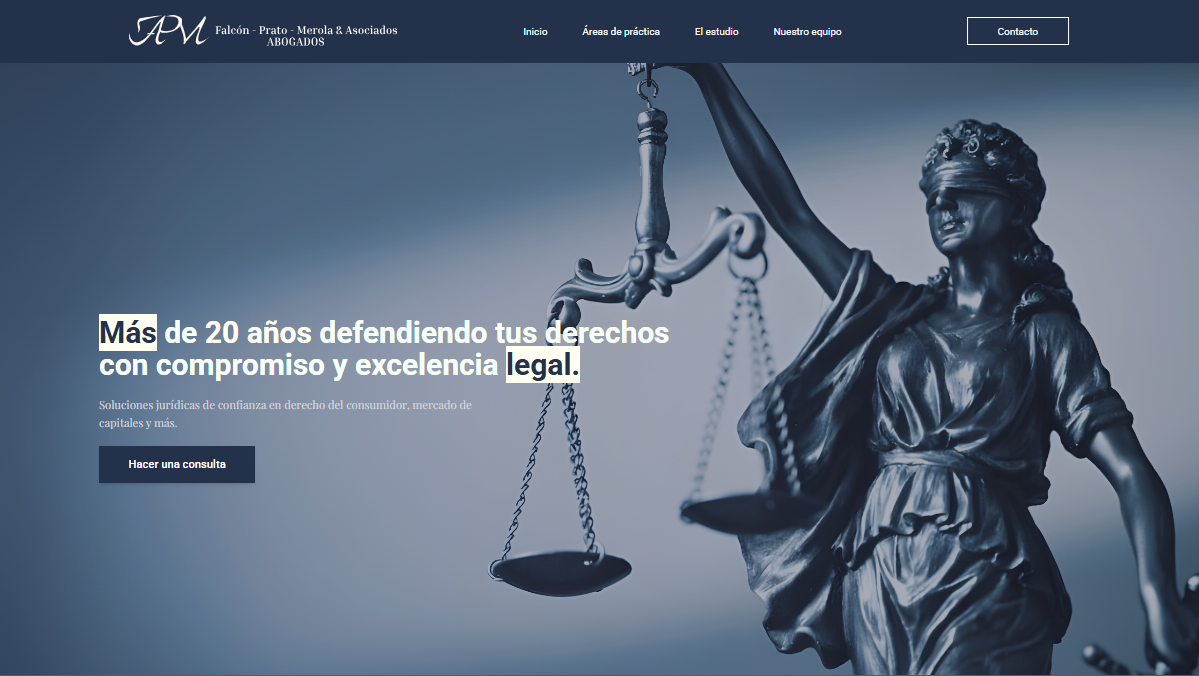 FPM Falcón - Prato - Merola & Asociados
ABOGADOS
Inicio
Áreas de práctica
El estudio
Nuestro equipo
Contacto
Más de 20 años defendiendo tus derechos
con compromiso y excelencia legal.
Soluciones jurídicas de confianza en derecho del consumidor, mercado de
capitales y más.
Hacer una consulta